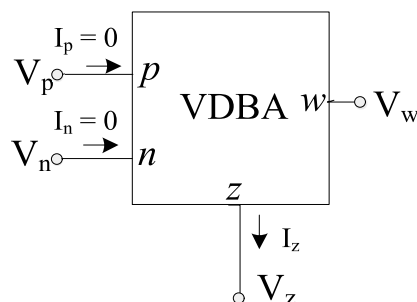 I_p = 0
V_p p
VDBA w V_w
I_n = 0
V_n n
z
I_z
V_z